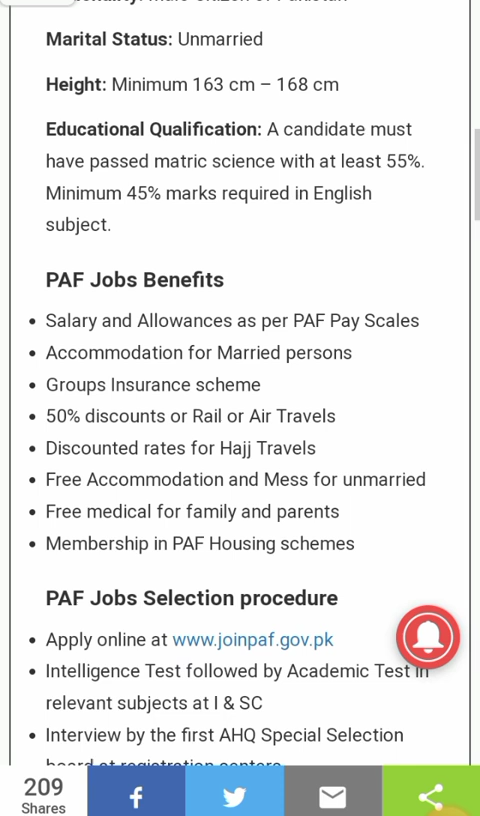 Marital Status: Unmarried
Height: Minimum 163 cm – 168 cm
Educational Qualification: A candidate must
have passed matric science with at least 55%.
Minimum 45% marks required in English
subject.
PAF Jobs Benefits
Salary and Allowances as per PAF Pay Scales
Accommodation for Married persons
Groups Insurance scheme
50% discounts or Rail or Air Travels
Discounted rates for Hajj Travels
Free Accommodation and Mess for unmarried
Free medical for family and parents
Membership in PAF Housing schemes
PAF Jobs Selection procedure
Apply online at www.joinpaf.gov.pk
Intelligence Test followed by Academic Test in
relevant subjects at I & SC
Interview by the first AHQ Special Selection
board at registration centers
209
Shares